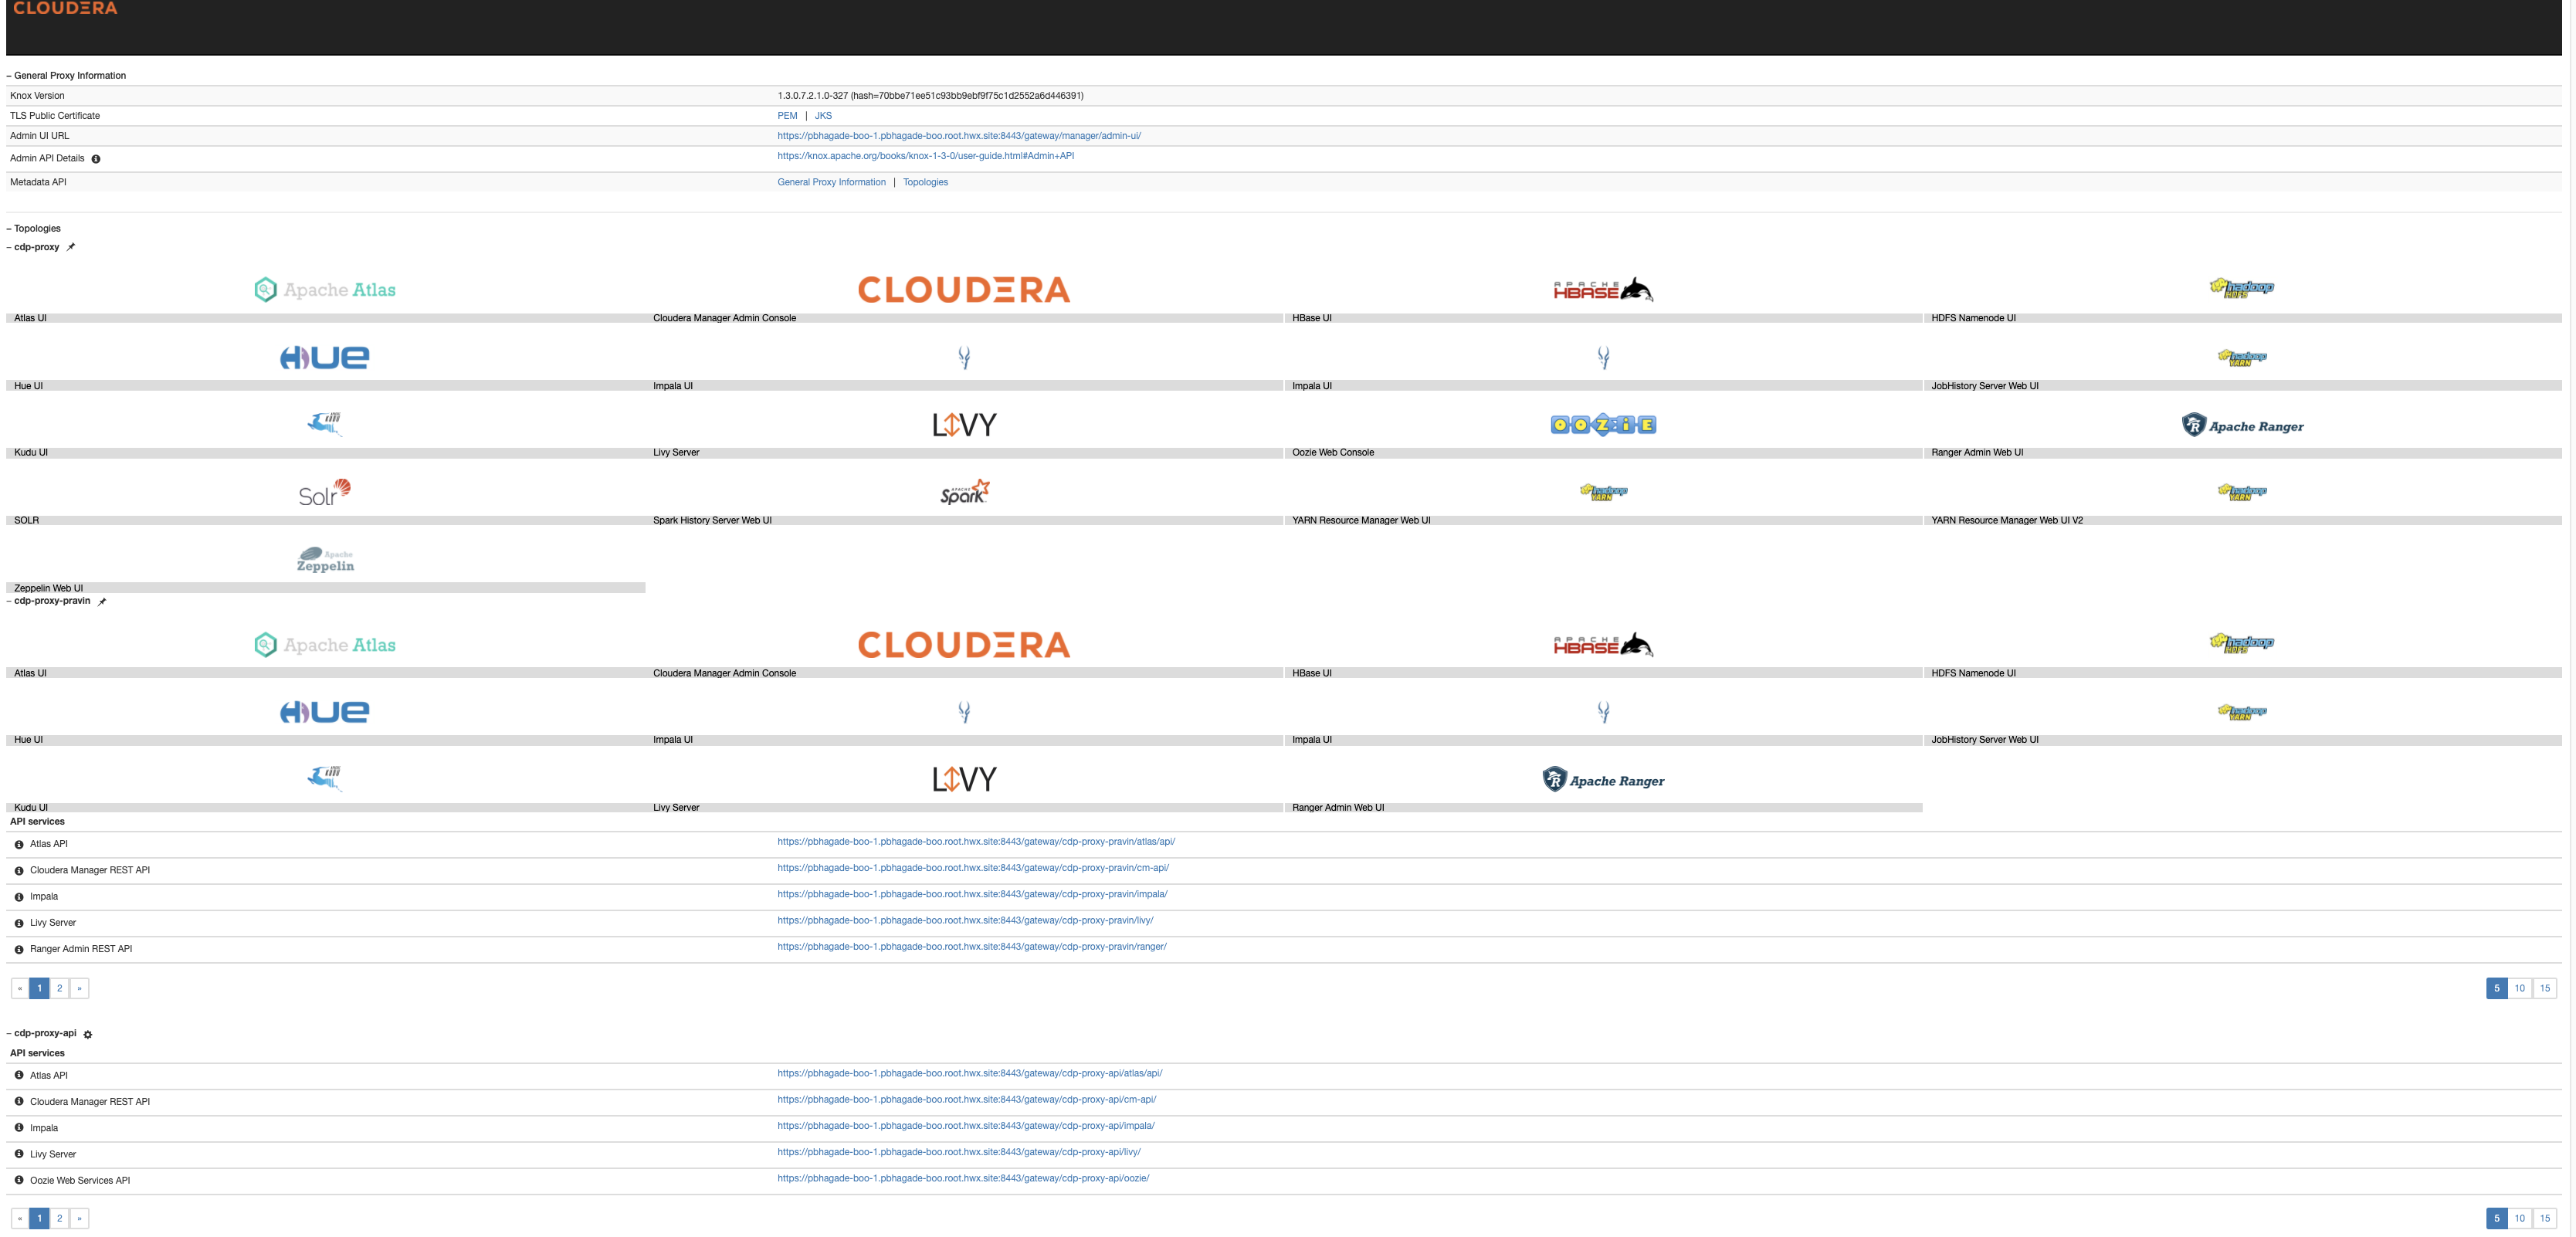 CLOUDERA
– General Proxy Information
Knox Version 1.3.0.7.2.1.0-327 (hash=70bbe71ee51c93bb9ebf9f75c1d2552a6d446391)
TLS Public Certificate PEM | JKS
Admin UI URL https://pbhagade-boo-1.pbhagade-boo.root.hwx.site:8443/gateway/manager/admin-ui/
Admin API Details https://knox.apache.org/books/knox-1-3-0/user-guide.html#Admin+API
Metadata API General Proxy Information | Topologies
– Topologies
– cdp-proxy
Apache Atlas CLOUDERA APACHE HBASE hadoop HDFS
Atlas UI Cloudera Manager Admin Console HBase UI HDFS Namenode UI
HUE hadoop YARN
Hue UI Impala UI Impala UI JobHistory Server Web UI
LIVY OOZIE Apache Ranger
Kudu UI Livy Server Oozie Web Console Ranger Admin Web UI
Solr APACHE Spark hadoop YARN hadoop YARN
SOLR Spark History Server Web UI YARN Resource Manager Web UI YARN Resource Manager Web UI V2
Apache Zeppelin
Zeppelin Web UI
– cdp-proxy-pravin
Apache Atlas CLOUDERA APACHE HBASE hadoop HDFS
Atlas UI Cloudera Manager Admin Console HBase UI HDFS Namenode UI
HUE hadoop YARN
Hue UI Impala UI Impala UI JobHistory Server Web UI
LIVY Apache Ranger
Kudu UI Livy Server Ranger Admin Web UI
API services
Atlas API https://pbhagade-boo-1.pbhagade-boo.root.hwx.site:8443/gateway/cdp-proxy-pravin/atlas/api/
Cloudera Manager REST API https://pbhagade-boo-1.pbhagade-boo.root.hwx.site:8443/gateway/cdp-proxy-pravin/cm-api/
Impala https://pbhagade-boo-1.pbhagade-boo.root.hwx.site:8443/gateway/cdp-proxy-pravin/impala/
Livy Server https://pbhagade-boo-1.pbhagade-boo.root.hwx.site:8443/gateway/cdp-proxy-pravin/livy/
Ranger Admin REST API https://pbhagade-boo-1.pbhagade-boo.root.hwx.site:8443/gateway/cdp-proxy-pravin/ranger/
« 1 2 » 5 10 15
– cdp-proxy-api
API services
Atlas API https://pbhagade-boo-1.pbhagade-boo.root.hwx.site:8443/gateway/cdp-proxy-api/atlas/api/
Cloudera Manager REST API https://pbhagade-boo-1.pbhagade-boo.root.hwx.site:8443/gateway/cdp-proxy-api/cm-api/
Impala https://pbhagade-boo-1.pbhagade-boo.root.hwx.site:8443/gateway/cdp-proxy-api/impala/
Livy Server https://pbhagade-boo-1.pbhagade-boo.root.hwx.site:8443/gateway/cdp-proxy-api/livy/
Oozie Web Services API https://pbhagade-boo-1.pbhagade-boo.root.hwx.site:8443/gateway/cdp-proxy-api/oozie/
« 1 2 » 5 10 15